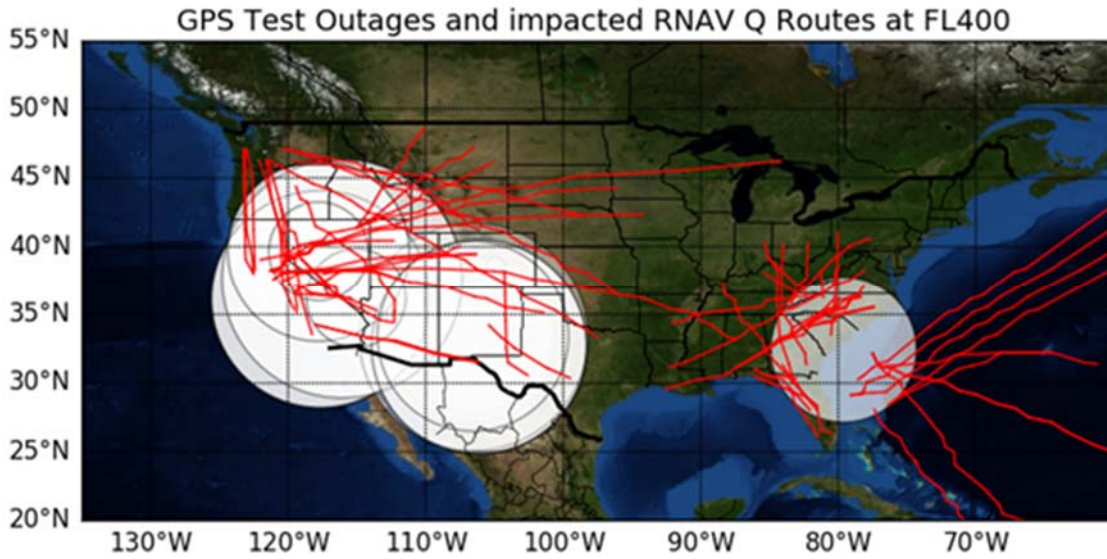 GPS Test Outages and impacted RNAV Q Routes at FL400
55°N
50°N
45°N
40°N
35°N
30°N
25°N
20°N
130°W 120°W 110°W 100°W 90°W 80°W 70°W